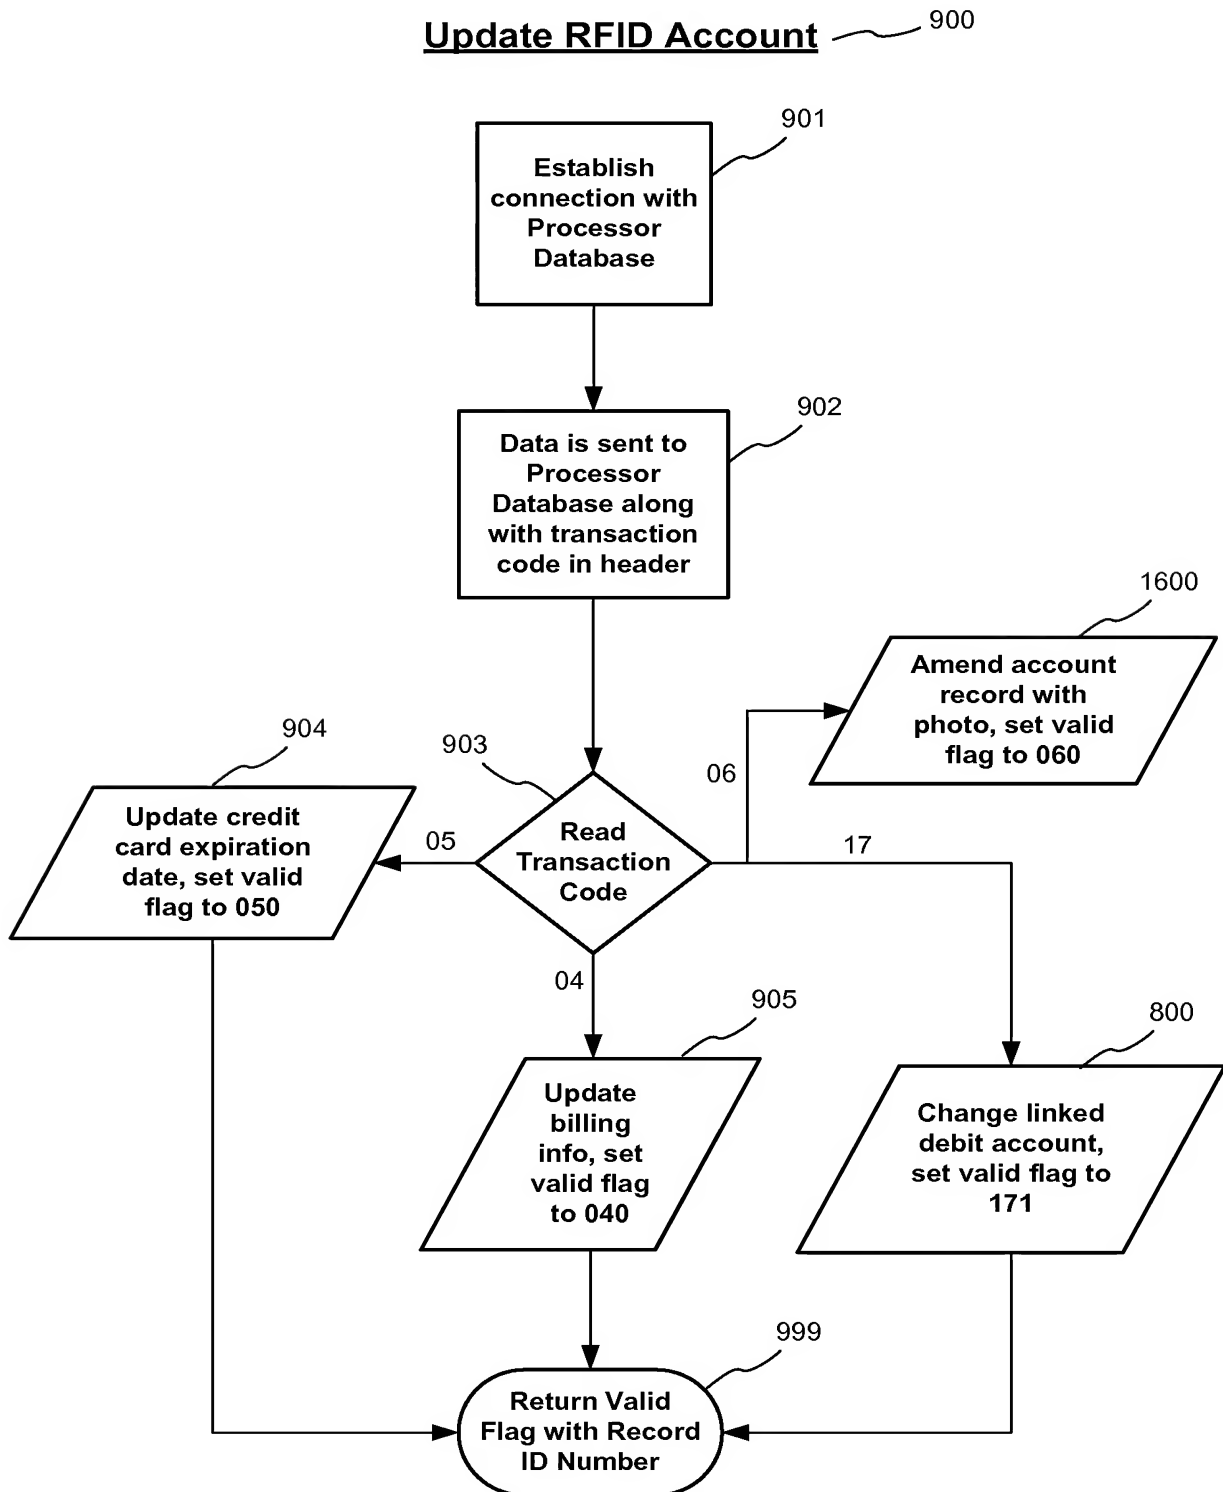 Update RFID Account
900
901
Establish
connection with
Processor
Database
902
Data is sent to
Processor
Database along
with transaction
code in header
1600
Amend account
record with
photo, set valid
flag to 060
904
903
06
Update credit
card expiration
date, set valid
flag to 050
05
Read
Transaction
Code
17
04
905
800
Update
billing
info, set
valid flag
to 040
Change linked
debit account,
set valid flag to
171
999
Return Valid
Flag with Record
ID Number